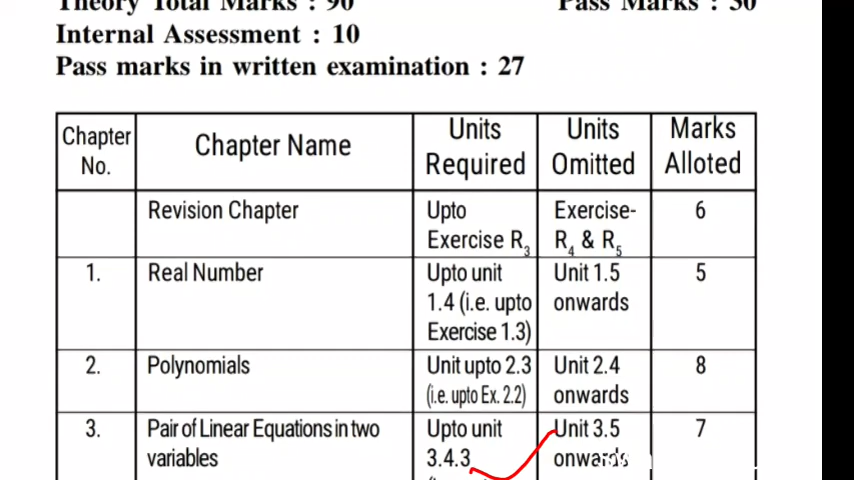 Theory Total Marks : 90 Pass Marks : 30
Internal Assessment : 10
Pass marks in written examination : 27
Chapter No. Chapter Name Units Required Units Omitted Marks Alloted
Revision Chapter Upto Exercise R3 Exercise- R4 & R5 6
1. Real Number Upto unit 1.4 (i.e. upto Exercise 1.3) Unit 1.5 onwards 5
2. Polynomials Unit upto 2.3 (i.e. upto Ex. 2.2) Unit 2.4 onwards 8
3. Pair of Linear Equations in two variables Upto unit 3.4.3 Unit 3.5 onwards 7